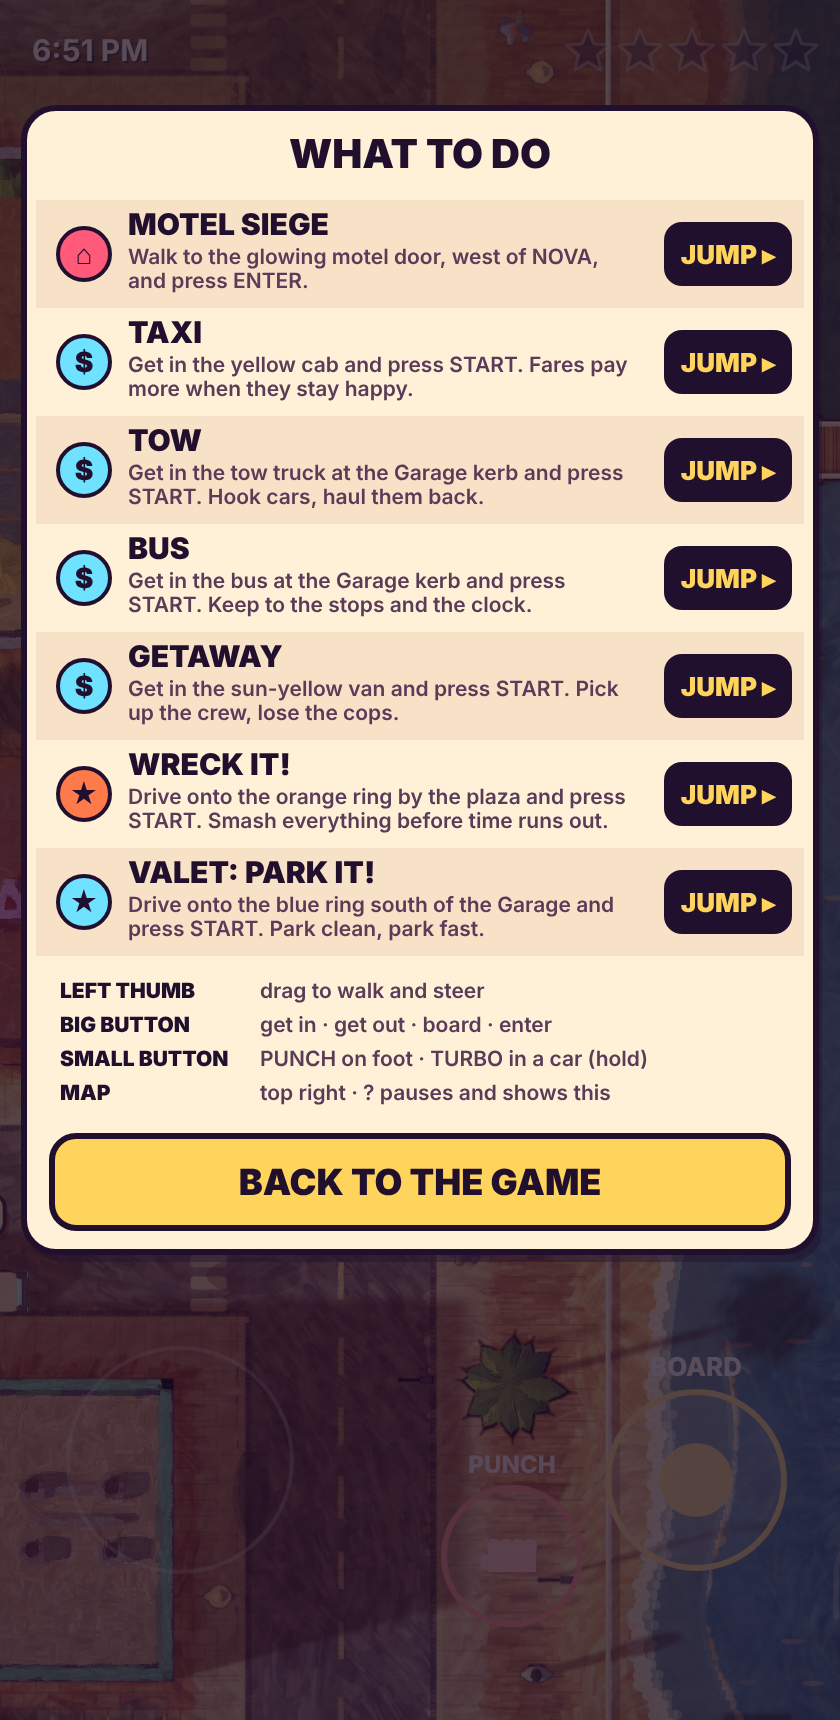 6:51 PM
WHAT TO DO
MOTEL SIEGE
Walk to the glowing motel door, west of NOVA,
and press ENTER.
JUMP ▸
TAXI
Get in the yellow cab and press START. Fares pay
more when they stay happy.
JUMP ▸
TOW
Get in the tow truck at the Garage kerb and press
START. Hook cars, haul them back.
JUMP ▸
BUS
Get in the bus at the Garage kerb and press
START. Keep to the stops and the clock.
JUMP ▸
GETAWAY
Get in the sun-yellow van and press START. Pick
up the crew, lose the cops.
JUMP ▸
WRECK IT!
Drive onto the orange ring by the plaza and press
START. Smash everything before time runs out.
JUMP ▸
VALET: PARK IT!
Drive onto the blue ring south of the Garage and
press START. Park clean, park fast.
JUMP ▸
LEFT THUMB drag to walk and steer
BIG BUTTON get in · get out · board · enter
SMALL BUTTON PUNCH on foot · TURBO in a car (hold)
MAP top right · ? pauses and shows this
BACK TO THE GAME
BOARD
PUNCH